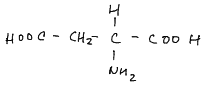 H
HOOC - CH₂ - C - COOH
NH₂